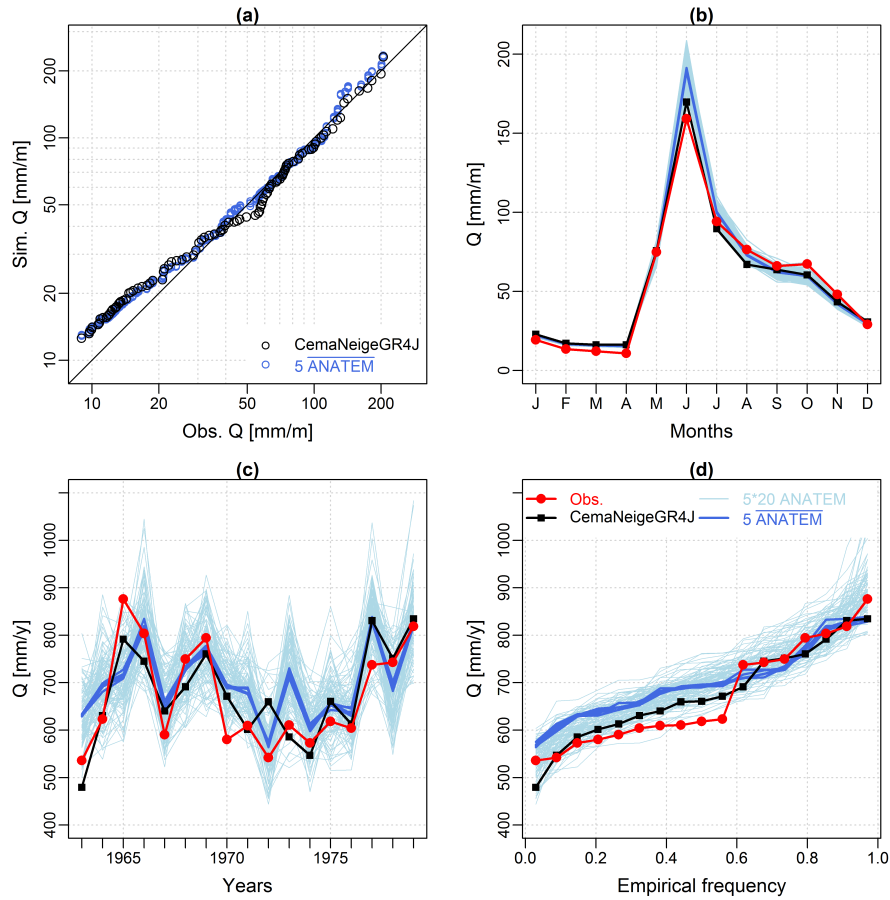 (a)
Sim. Q [mm/m]
200
100
50
20
10
CemaNeigeGR4J
5 ANATEM
10 20 50 100 200
Obs. Q [mm/m]
(b)
Q [mm/m]
200
150
100
50
0
J F M A M J J A S O N D
Months
(c)
Q [mm/y]
1000
900
800
700
600
500
400
1965 1970 1975
Years
(d)
Obs.
CemaNeigeGR4J
5*20 ANATEM
5 ANATEM
Q [mm/y]
1000
900
800
700
600
500
400
0.0 0.2 0.4 0.6 0.8 1.0
Empirical frequency